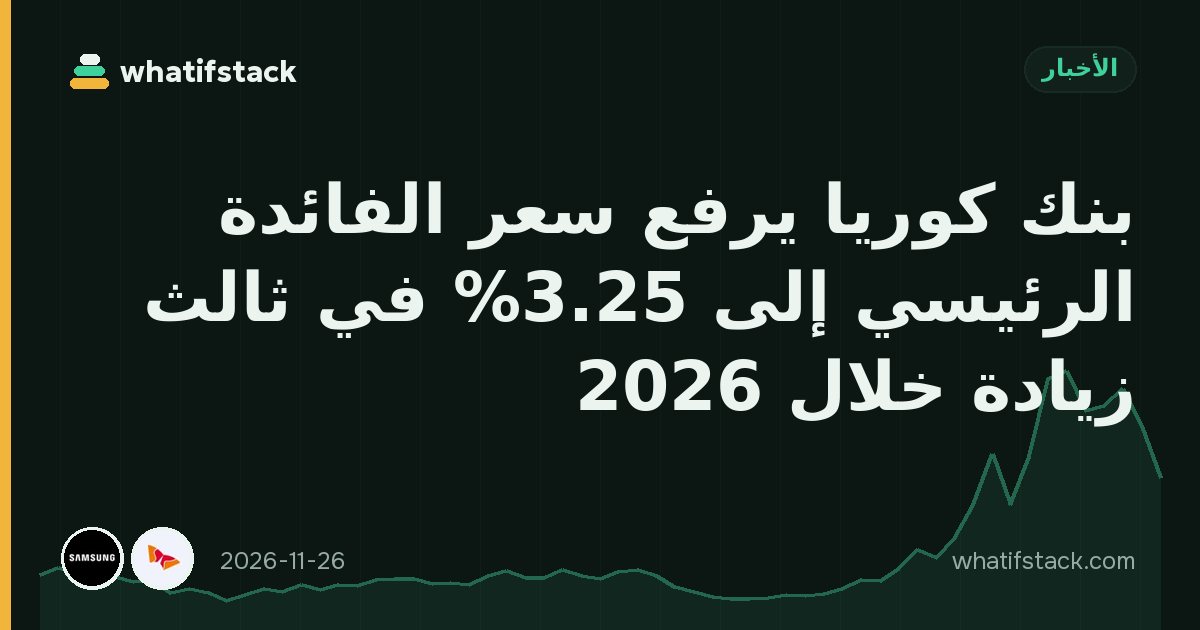 whatifstack
الأخبار
بنك كوريا يرفع سعر الفائدة
الرئيسي إلى 3.25% في ثالث
زيادة خلال 2026
SAMSUNG
2026-11-26
whatifstack.com